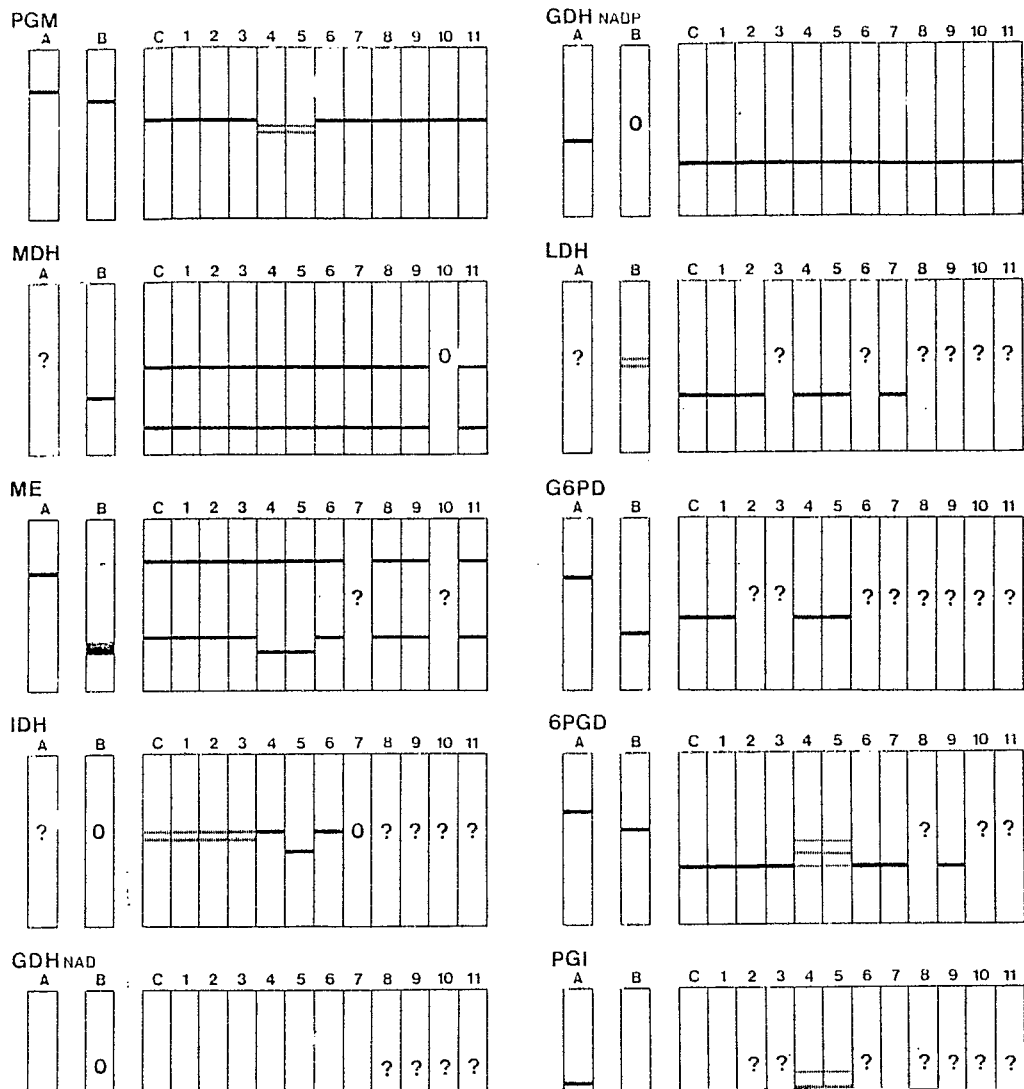 PGM
A B C 1 2 3 4 5 6 7 8 9 10 11
GDH NADP
A B C 1 2 3 4 5 6 7 8 9 10 11
0
MDH
A B C 1 2 3 4 5 6 7 8 9 10 11
? 0
LDH
A B C 1 2 3 4 5 6 7 8 9 10 11
? ? ? ? ? ? ?
ME
A B C 1 2 3 4 5 6 7 8 9 10 11
? ?
G6PD
A B C 1 2 3 4 5 6 7 8 9 10 11
? ? ? ? ? ? ? ?
IDH
A B C 1 2 3 4 5 6 7 8 9 10 11
? 0 0 ? ? ? ?
6PGD
A B C 1 2 3 4 5 6 7 8 9 10 11
? ? ?
GDH NAD
A B C 1 2 3 4 5 6 7 8 9 10 11
0 ? ? ? ?
PGI
A B C 1 2 3 4 5 6 7 8 9 10 11
? ? ? ? ? ? ?